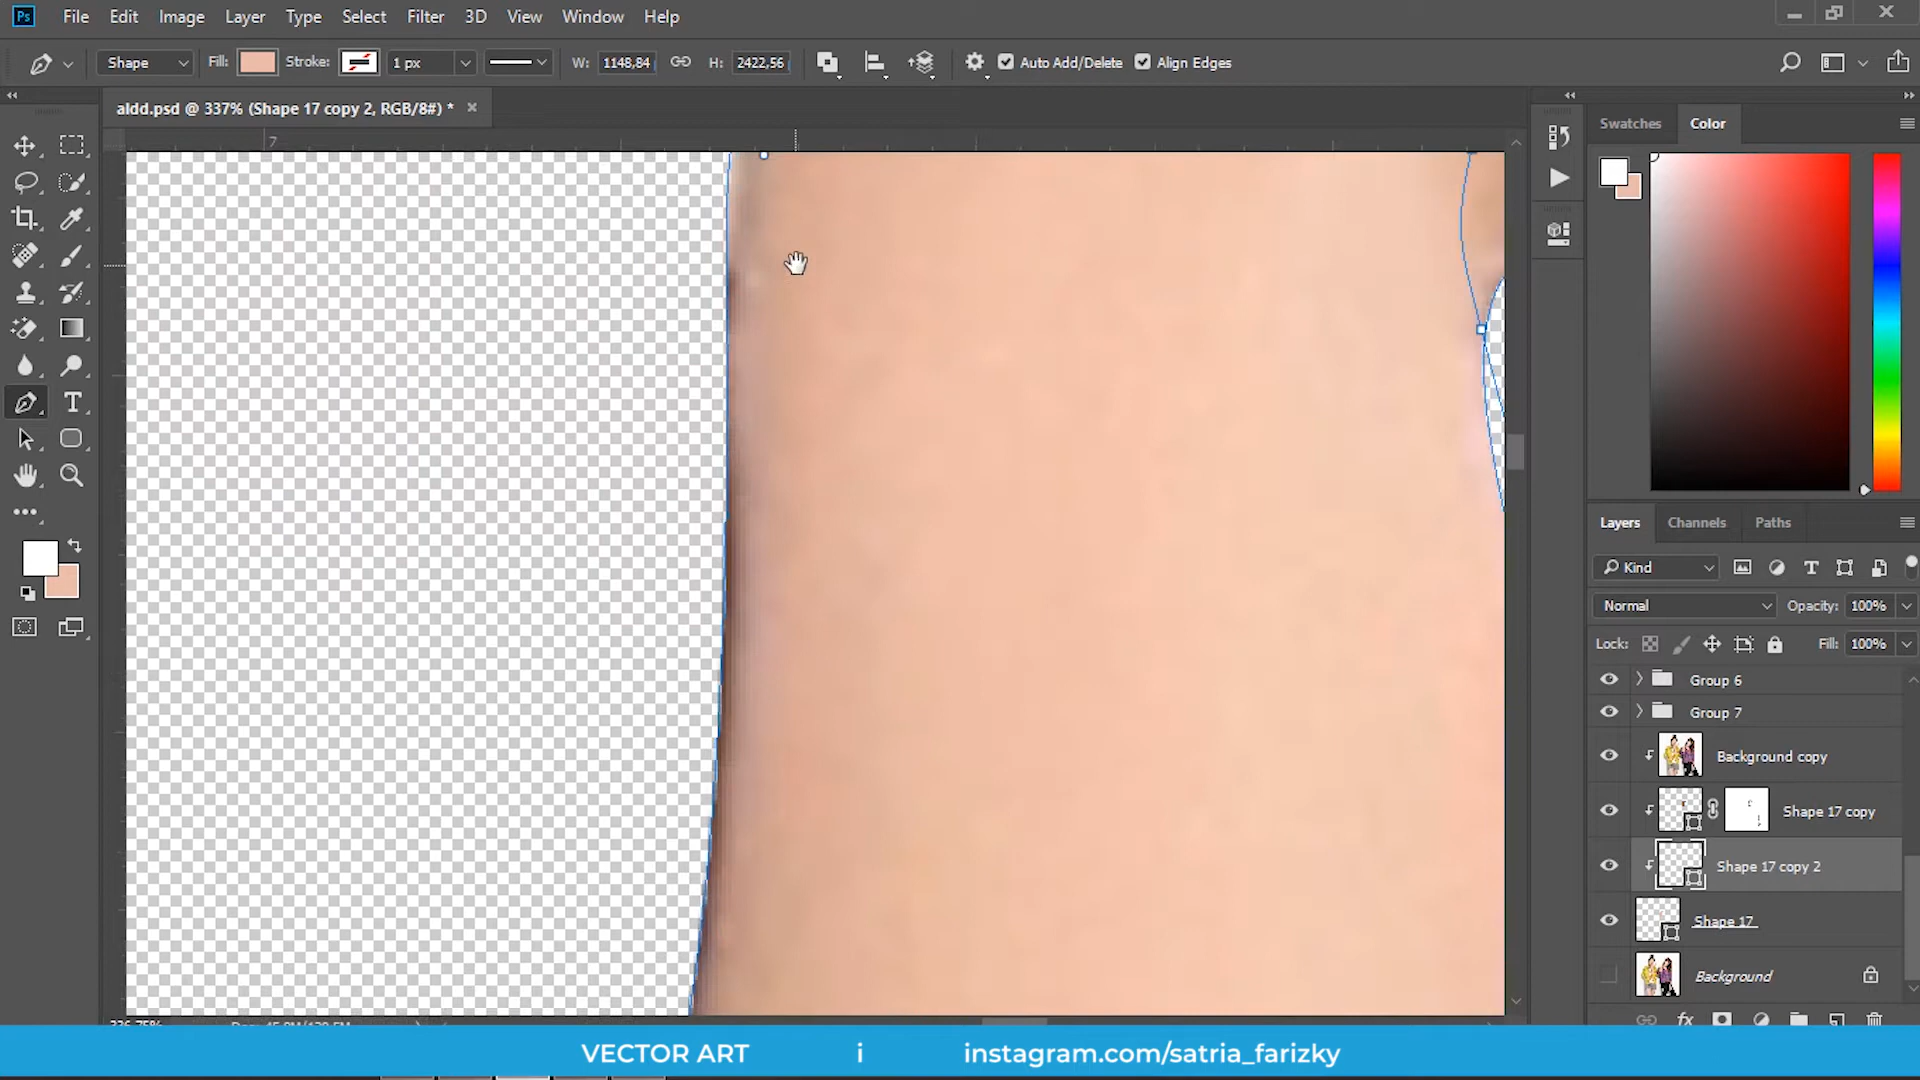 Ps File Edit Image Layer Type Select Filter 3D View Window Help
Shape Fill: Stroke: 1 px W: 1148,84 H: 2422,56 Auto Add/Delete Align Edges
aldd.psd @ 337% (Shape 17 copy 2, RGB/8#) *
7
Swatches Color
Layers Channels Paths
Kind
Normal Opacity: 100%
Lock: Fill: 100%
Group 6
Group 7
Background copy
Shape 17 copy
Shape 17 copy 2
Shape 17
Background
fx
VECTOR ART i instagram.com/satria_farizky